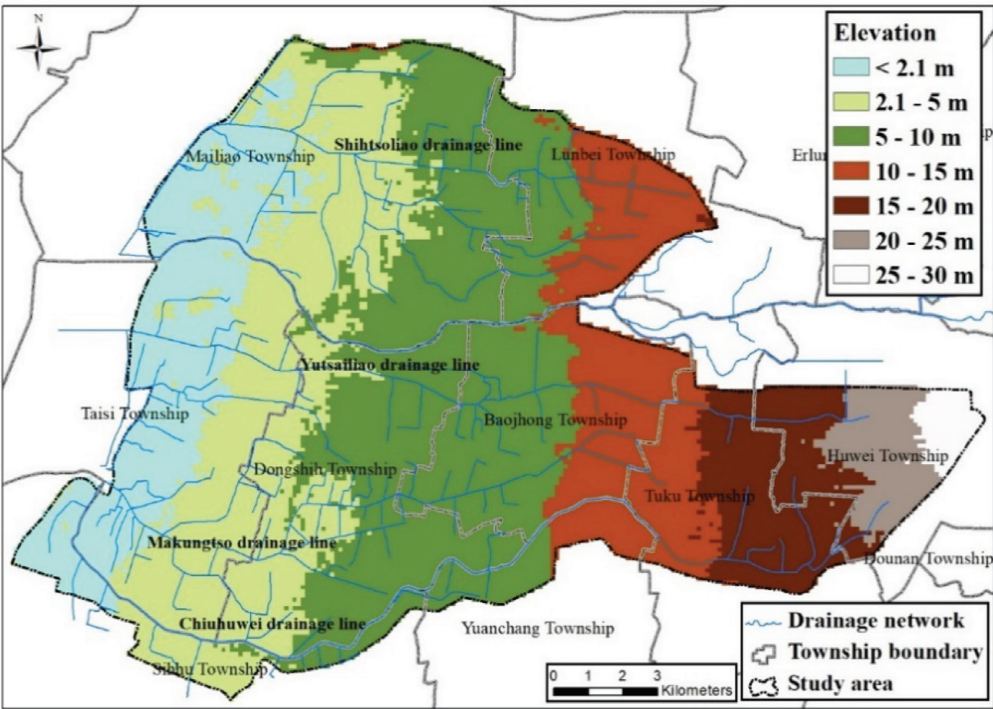 N
Elevation
< 2.1 m
2.1 - 5 m
5 - 10 m
10 - 15 m
15 - 20 m
20 - 25 m
25 - 30 m
Shihtsoliao drainage line
Mailiao Township
Lunbei Township
Yutsailiao drainage line
Taisi Township
Baojhong Township
Huwei Township
Dongshih Township
Tuku Township
Makungtso drainage line
Dounan Township
Chiuhuwei drainage line
Yuanchang Township
Sihhu Township
Drainage network
Township boundary
Study area
0 1 2 3
Kilometers